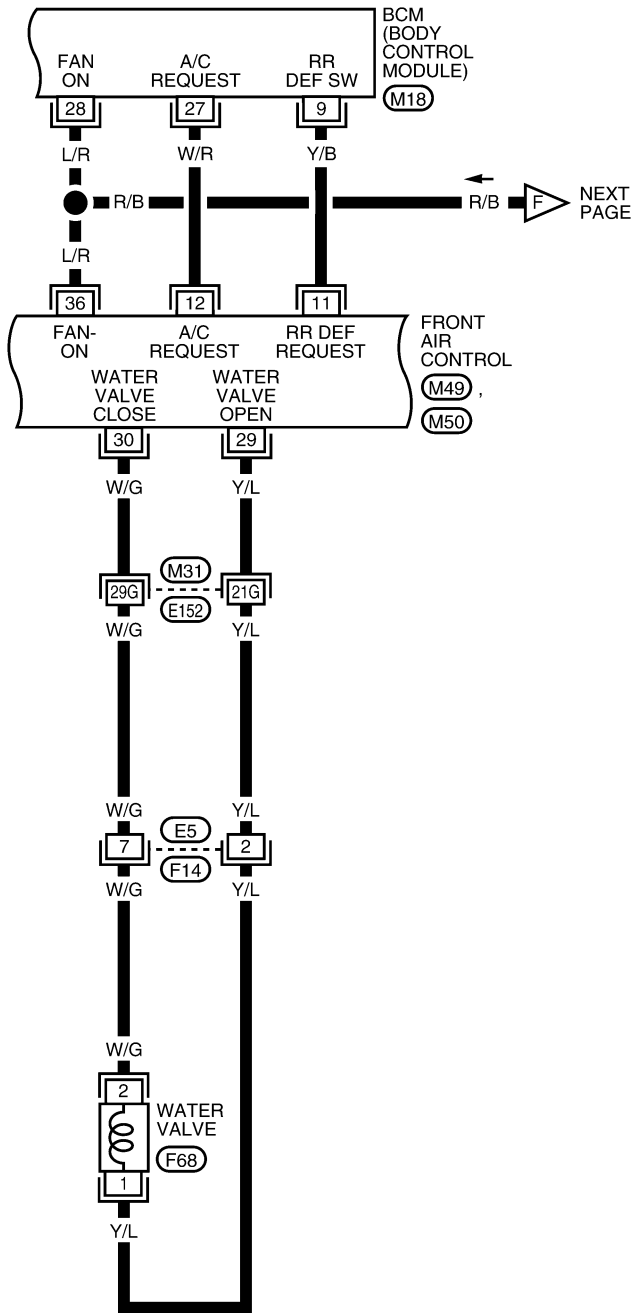 BCM
(BODY
CONTROL
MODULE)
M18
FAN
ON
A/C
REQUEST
RR
DEF SW
28
27
9
L/R
W/R
Y/B
R/B
R/B
F
NEXT
PAGE
L/R
36
12
11
FAN-
ON
A/C
REQUEST
RR DEF
REQUEST
FRONT
AIR
CONTROL
M49 ,
M50
WATER
VALVE
CLOSE
WATER
VALVE
OPEN
30
29
W/G
Y/L
29G
M31
E152
21G
W/G
Y/L
W/G
Y/L
7
E5
F14
2
W/G
Y/L
W/G
2
WATER
VALVE
F68
1
Y/L